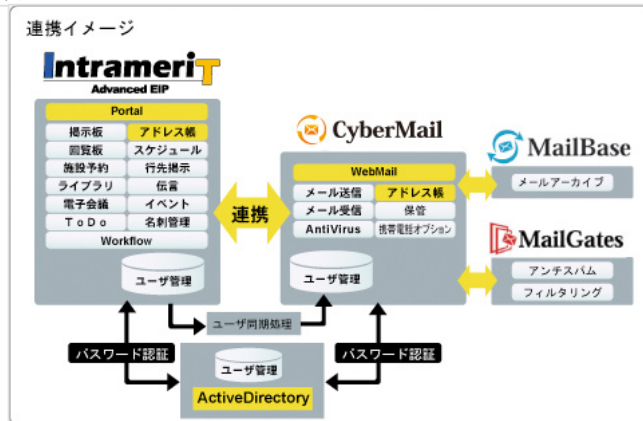 連携イメージ
IntrameriT
Advanced EIP
Portal
掲示板 アドレス帳
回覧板 スケジュール
施設予約 行先掲示
ライブラリ 伝言
電子会議 イベント
ToDo 名刺管理
Workflow
ユーザ管理
連携
CyberMail
WebMail
メール送信 アドレス帳
メール受信 保管
AntiVirus 携帯電話オプション
ユーザ管理
MailBase
メールアーカイブ
MailGates
アンチスパム
フィルタリング
ユーザ同期処理
パスワード認証
パスワード認証
ユーザ管理
ActiveDirectory